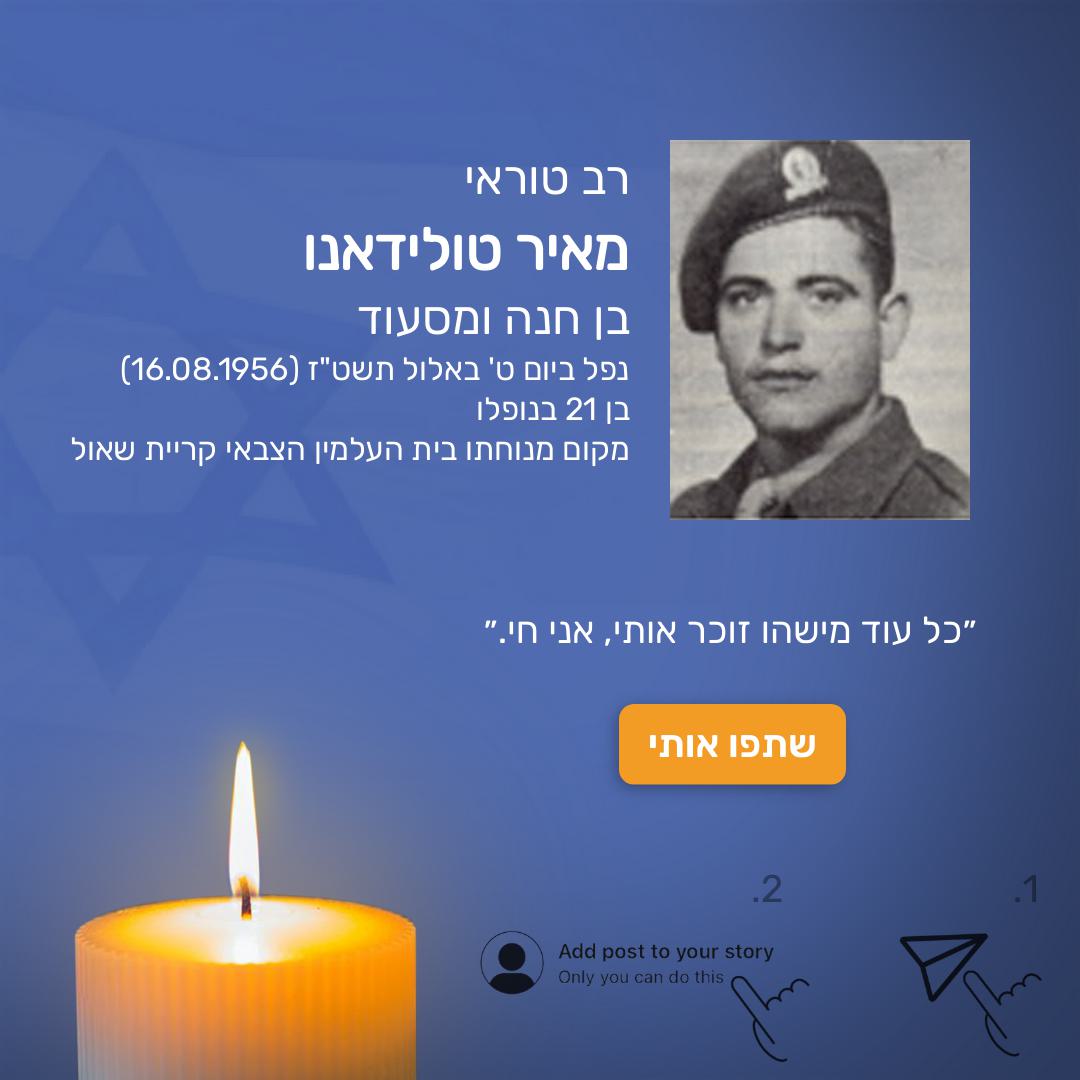 רב טוראי
מאיר טולידאנו
בן חנה ומסעוד
נפל ביום ט' באלול תשט"ז (16.08.1956)
בן 21 בנופלו
מקום מנוחתו בית העלמין הצבאי קריית שאול
״כל עוד מישהו זוכר אותי, אני חי.״
שתפו אותי
1.
2.
Add post to your story
Only you can do this